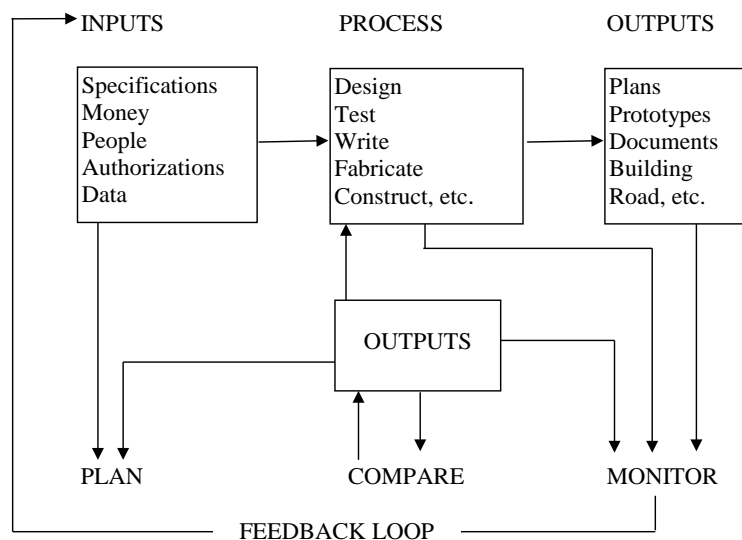 INPUTS
PROCESS
OUTPUTS
Specifications
Money
People
Authorizations
Data
Design
Test
Write
Fabricate
Construct, etc.
Plans
Prototypes
Documents
Building
Road, etc.
OUTPUTS
PLAN
COMPARE
MONITOR
FEEDBACK LOOP